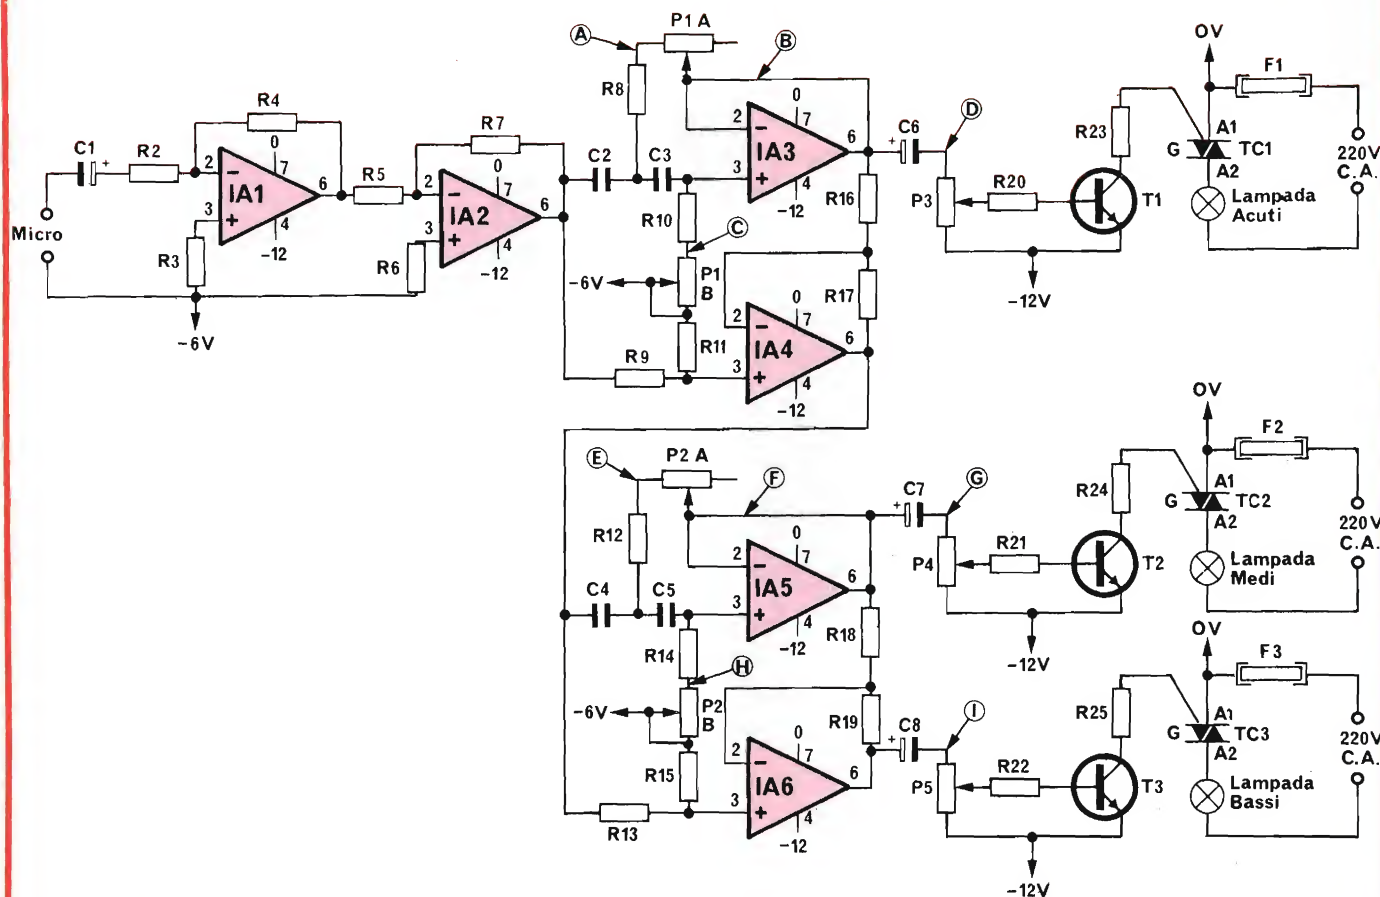 0V
P1 A
A
B
F1
R8
R4
0
C6
D
R23
A1
R7
7
G
TC1
220V
C.A.
C1
R2
2
-
0
7
C2
C3
2
-
IA3
6
+
A2
IA1
6
R5
0
7
3
+
4
R16
R20
T1
Lampada
Acuti
+
3
+
4
2
-
IA2
6
R10
-12
P3
Micro
R3
-12
3
+
4
C
R6
-12
-6V
P1
B
0
R17
-12V
-6V
2
-
7
R11
IA4
6
R9
3
+
4
-12
0V
E
P2 A
F2
F
C7
G
R24
A1
G
TC2
220V
C.A.
R12
0
+
A2
2
-
7
R21
T2
C4
C5
IA5
6
P4
Lampada
Medi
3
+
4
R18
R14
-12
0V
H
-12V
F3
-6V
P2
B
R19
C8
I
R25
A1
0
+
G
TC3
220V
C.A.
2
-
7
A2
R15
IA6
6
R22
T3
P5
Lampada
Bassi
3
+
4
R13
-12
-12V